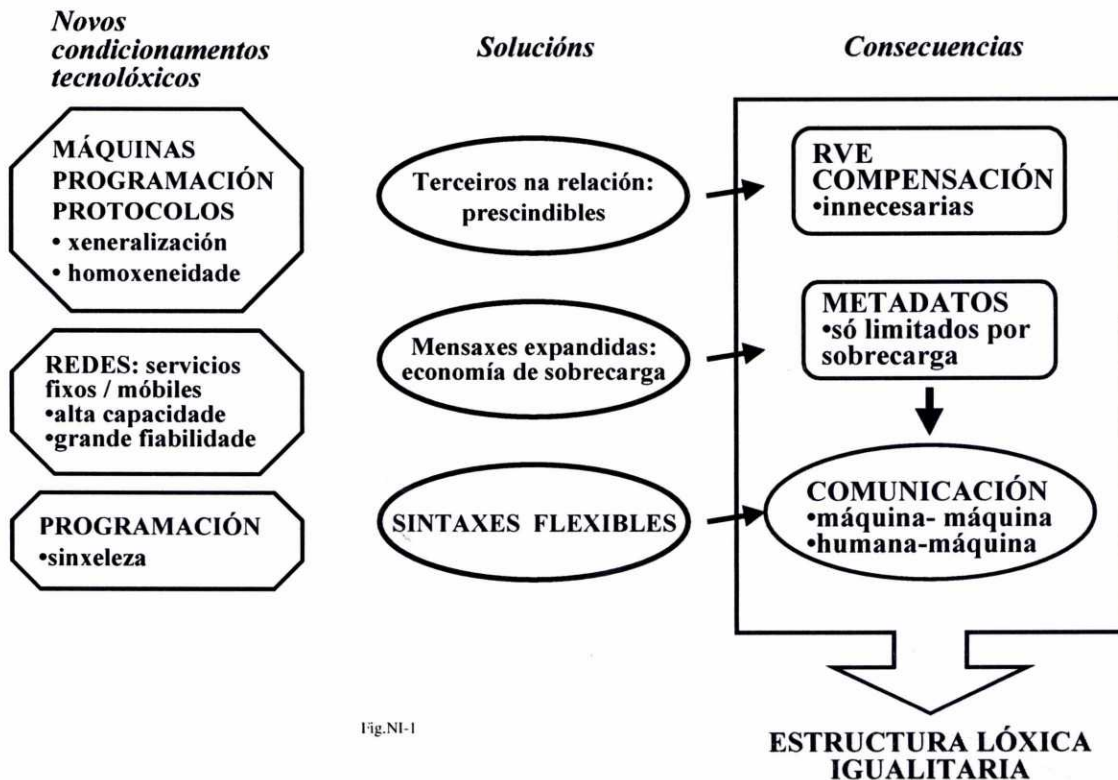 Novos
condicionamentos
tecnolóxicos
MÁQUINAS
PROGRAMACIÓN
PROTOCOLOS
• xeneralización
• homoxeneidade
REDES: servicios
fixos / móbiles
•alta capacidade
•grande fiabilidade
PROGRAMACIÓN
•sinxeleza
Solucións
Terceiros na relación:
prescindibles
Mensaxes expandidas:
economía de sobrecarga
SINTAXES FLEXIBLES
Consecuencias
RVE
COMPENSACIÓN
•innecesarias
METADATOS
•só limitados por
sobrecarga
COMUNICACIÓN
•máquina- máquina
•humana-máquina
ESTRUCTURA LÓXICA
IGUALITARIA
Fig.NI-1